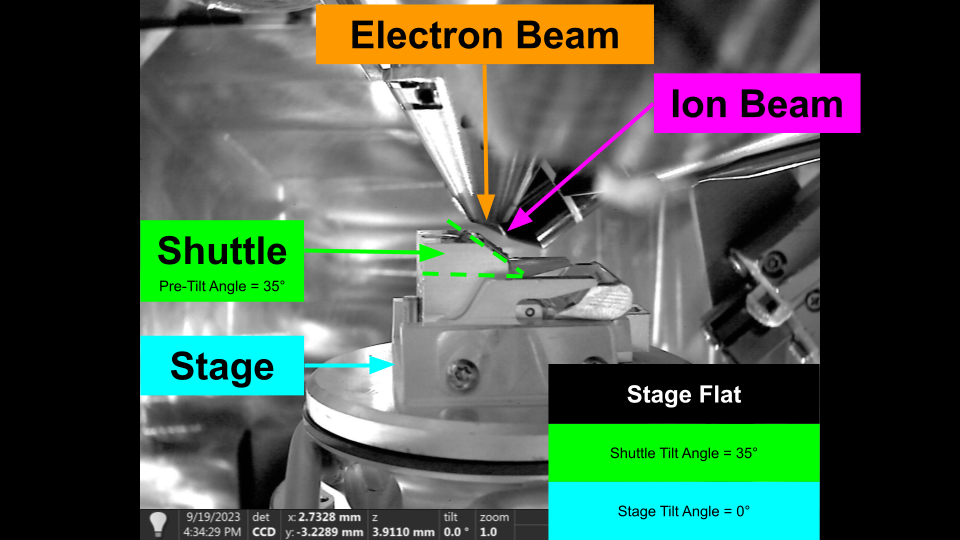 Electron Beam
Ion Beam
Shuttle
Pre-Tilt Angle = 35°
Stage
Stage Flat
Shuttle Tilt Angle = 35°
Stage Tilt Angle = 0°
9/19/2023 det x: 2.7328 mm z tilt zoom
4:34:29 PM CCD y: -3.2289 mm 3.9110 mm 0.0 ° 1.0